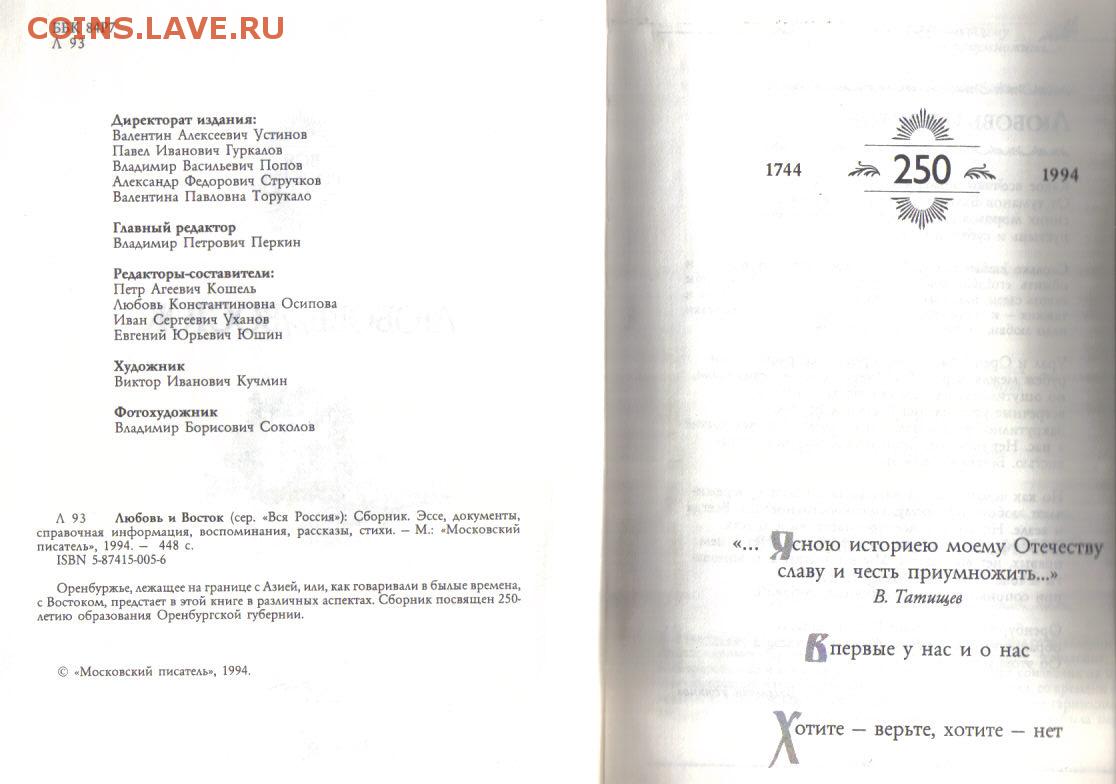 COINS.LAVE.RU
ББК 84Р7
Л 93
Директорат издания:
Валентин Алексеевич Устинов
Павел Иванович Гуркалов
Владимир Васильевич Попов
Александр Федорович Стручков
Валентина Павловна Торукало
Главный редактор
Владимир Петрович Перкин
Редакторы-составители:
Петр Агеевич Кошель
Любовь Константиновна Осипова
Иван Сергеевич Уханов
Евгений Юрьевич Юшин
Художник
Виктор Иванович Кучмин
Фотохудожник
Владимир Борисович Соколов
Л 93 Любовь и Восток (сер. «Вся Россия»): Сборник. Эссе, документы,
справочная информация, воспоминания, рассказы, стихи. – М.: «Московский
писатель», 1994. – 448 с.
ISBN 5-87415-005-6
Оренбуржье, лежащее на границе с Азией, или, как говаривали в былые времена,
с Востоком, предстает в этой книге в различных аспектах. Сборник посвящен 250-
летию образования Оренбургской губернии.
© «Московский писатель», 1994.
1744 250 1994
«... Ясною историею моему Отечеству
славу и честь приумножить...»
В. Татищев
Впервые у нас и о нас
Хотите – верьте, хотите – нет